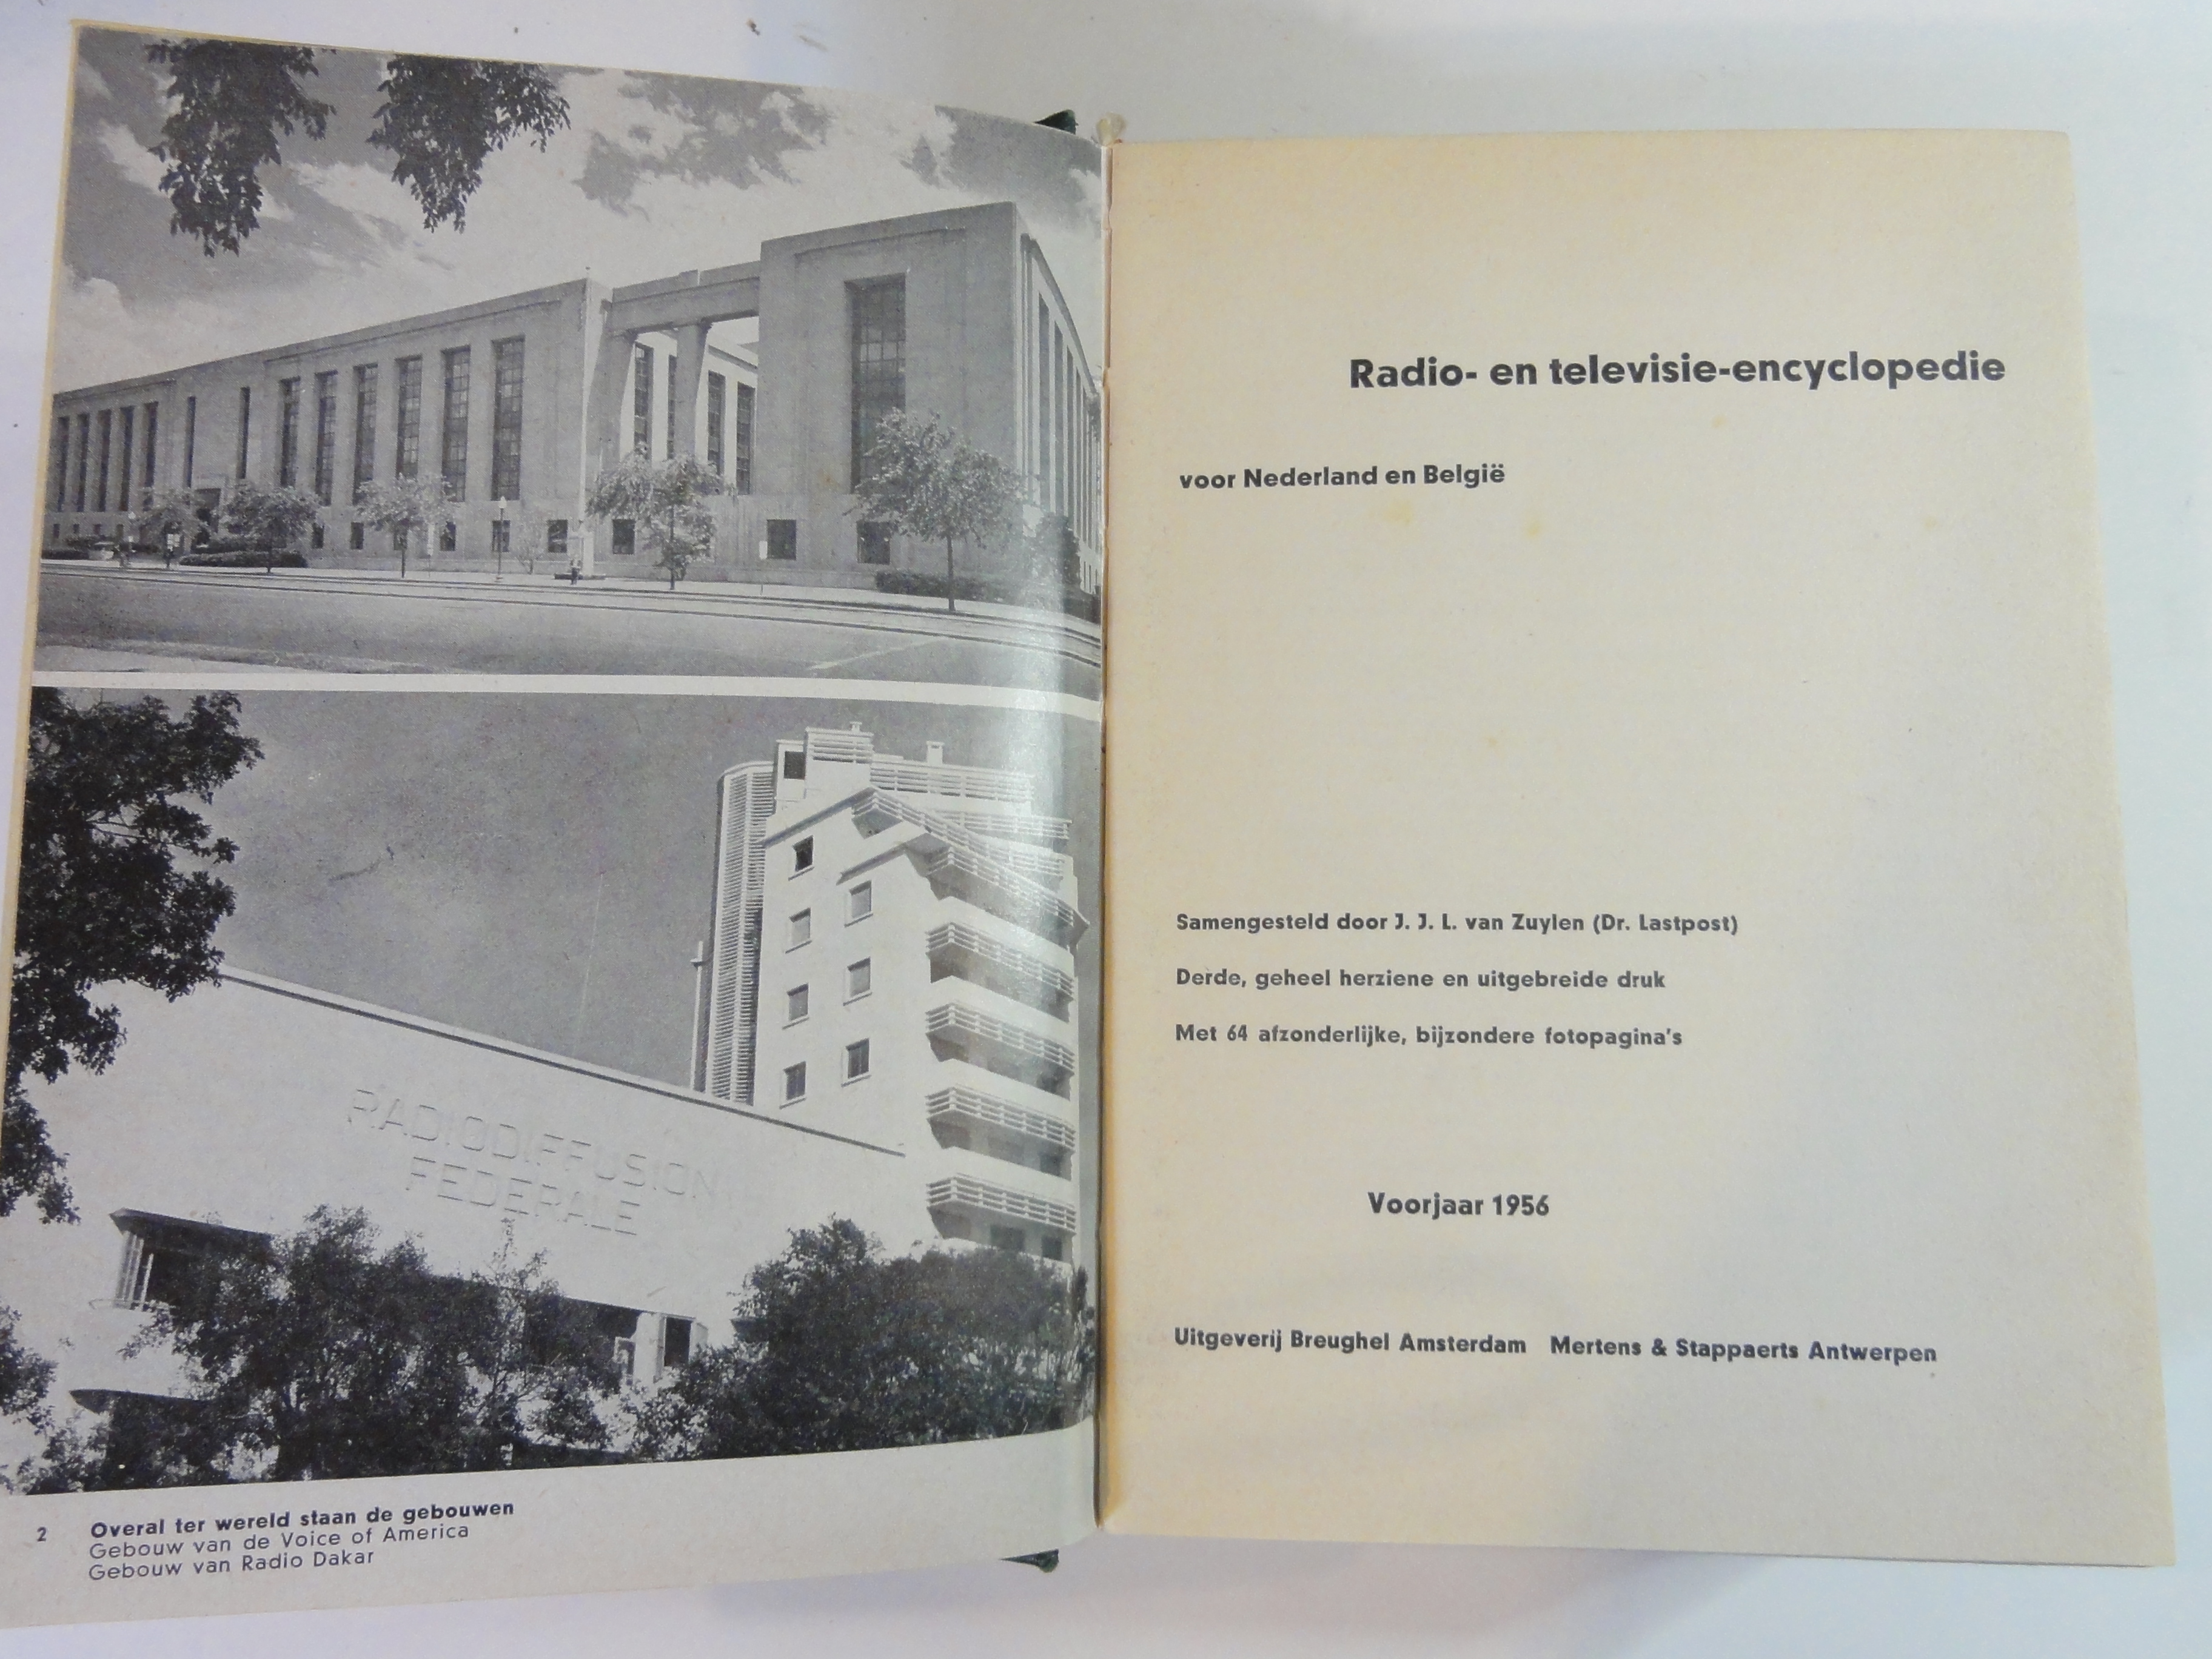 RADIODIFFUSION
FEDERALE
2 Overal ter wereld staan de gebouwen
Gebouw van de Voice of America
Gebouw van Radio Dakar
Radio- en televisie-encyclopedie
voor Nederland en België
Samengesteld door J. J. L. van Zuylen (Dr. Lastpost)
Derde, geheel herziene en uitgebreide druk
Met 64 afzonderlijke, bijzondere fotopagina's
Voorjaar 1956
Uitgeverij Breughel Amsterdam Mertens & Stappaerts Antwerpen